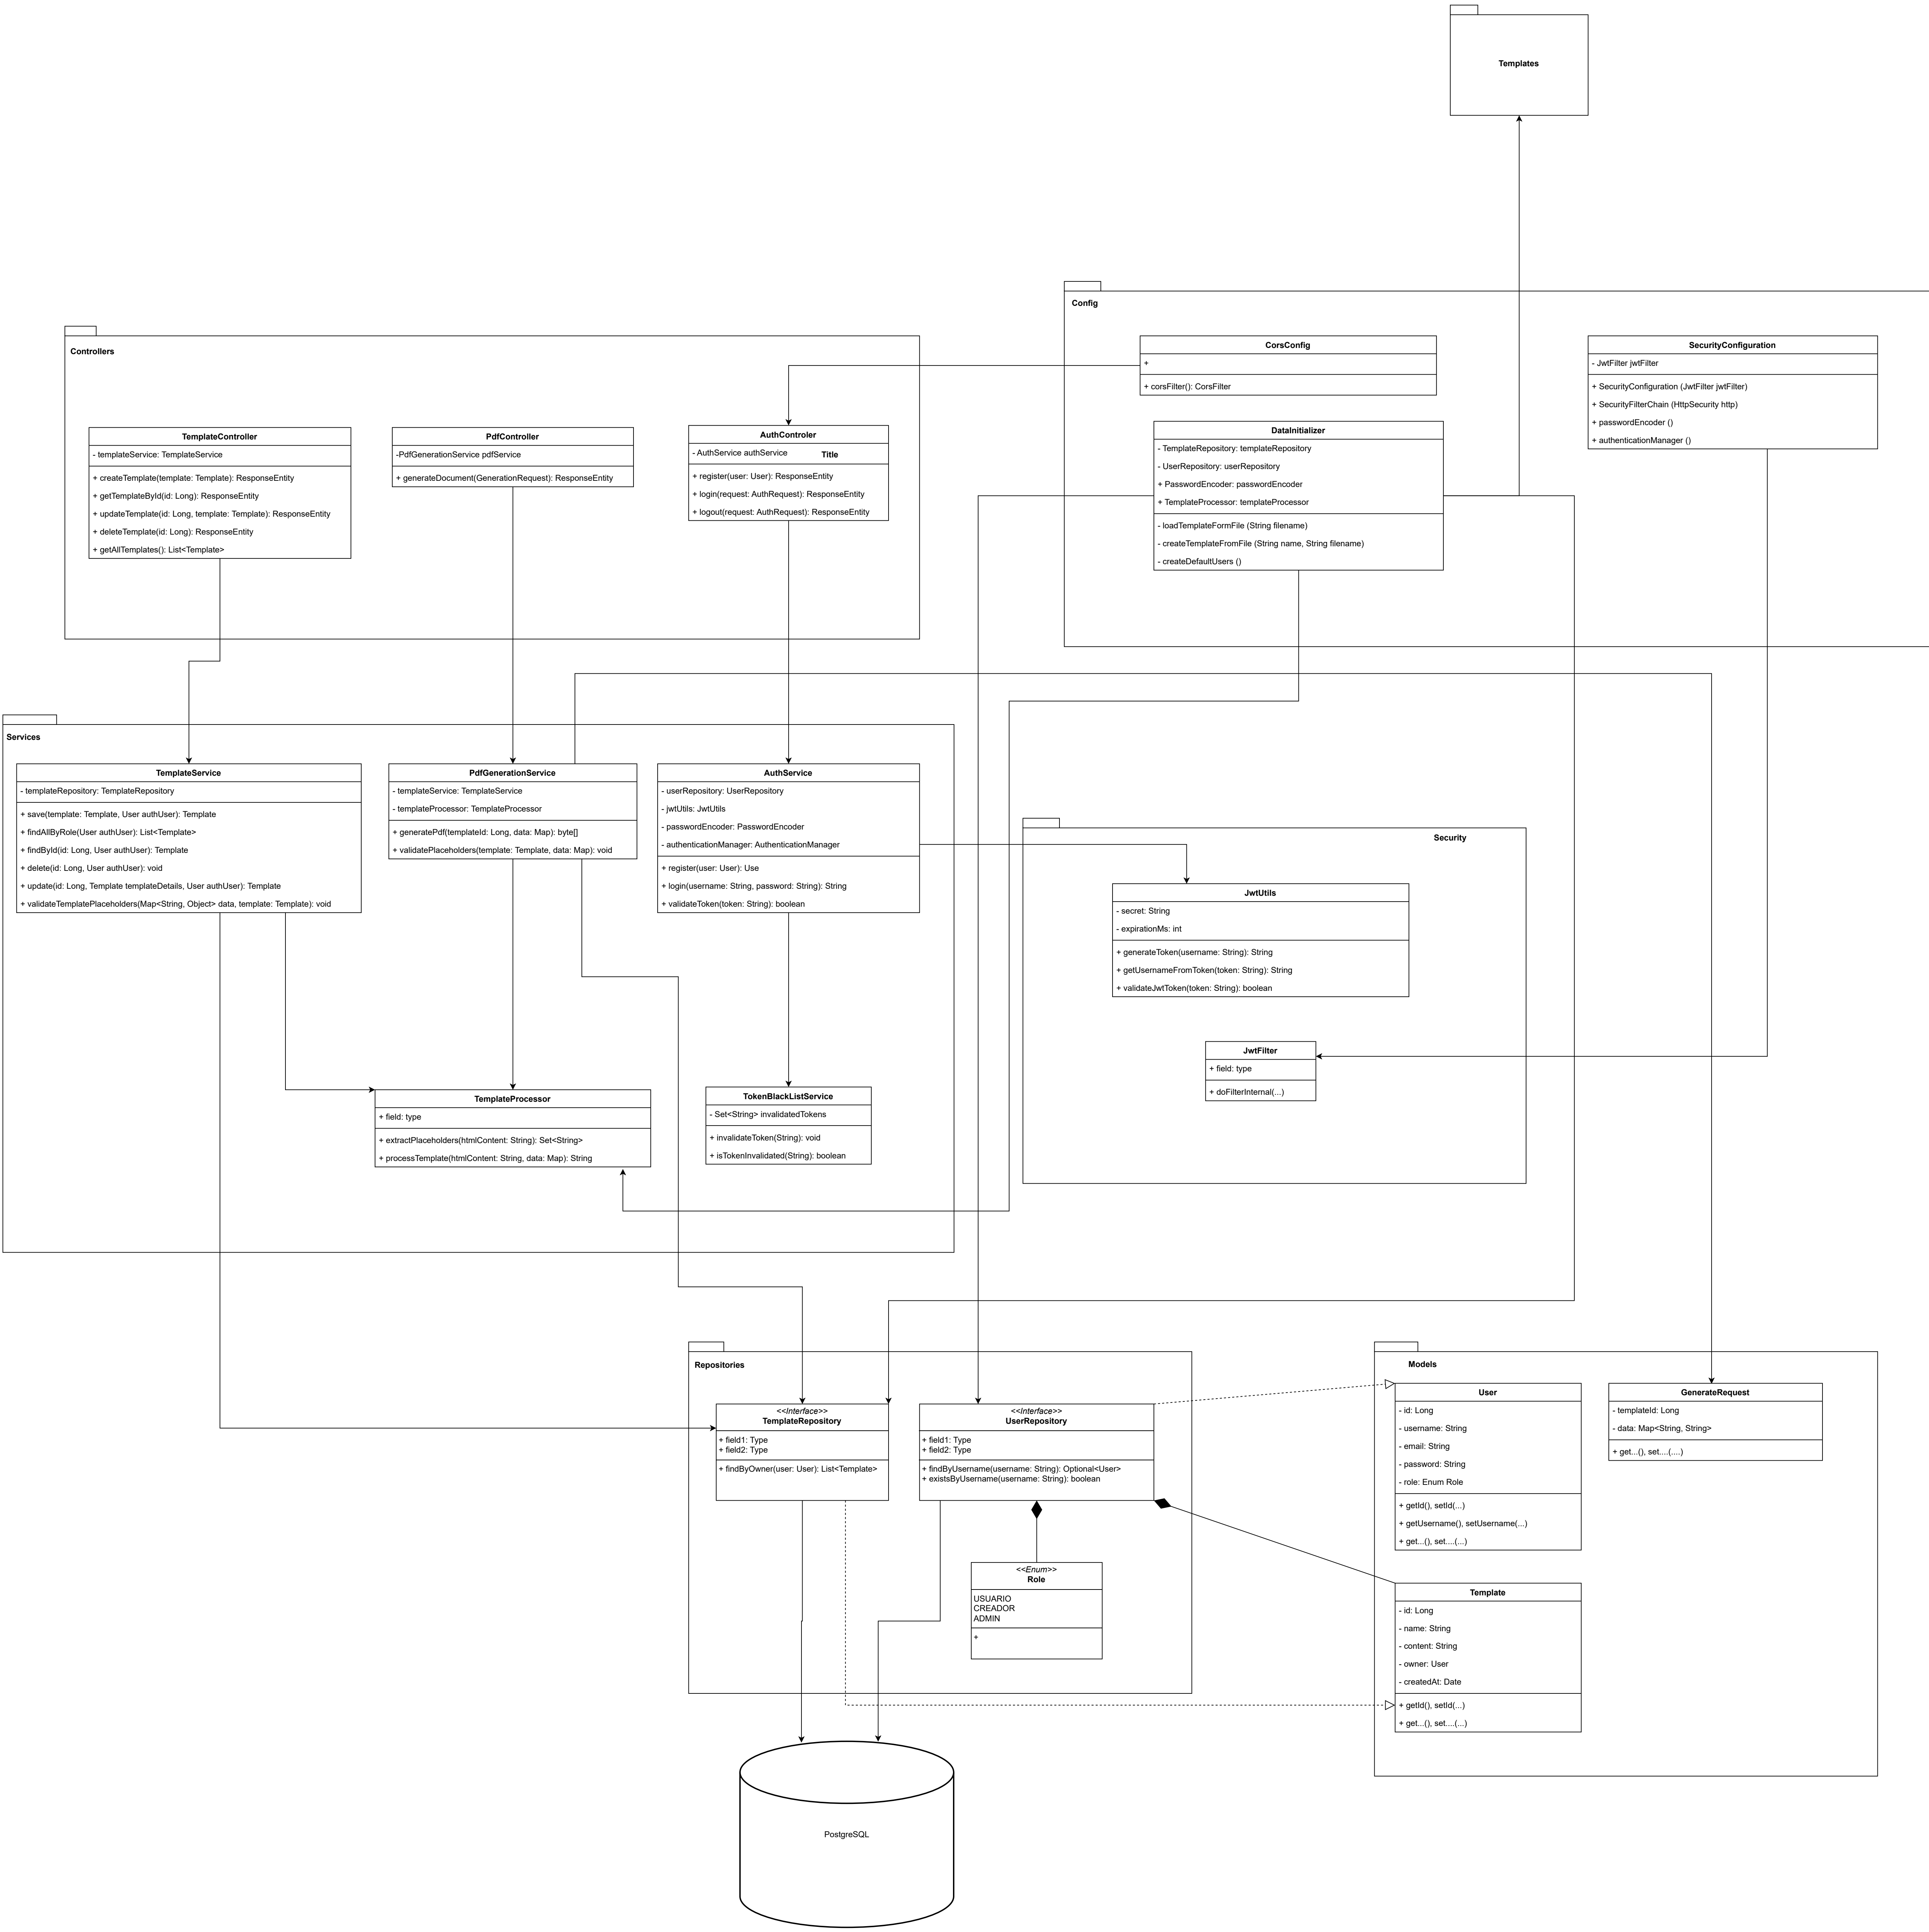 Templates
Config
CorsConfig
+
+ corsFilter(): CorsFilter
SecurityConfiguration
- JwtFilter jwtFilter
+ SecurityConfiguration (JwtFilter jwtFilter)
+ SecurityFilterChain (HttpSecurity http)
+ passwordEncoder ()
+ authenticationManager ()
DataInitializer
- TemplateRepository: templateRepository
- UserRepository: userRepository
+ PasswordEncoder: passwordEncoder
+ TemplateProcessor: templateProcessor
- loadTemplateFormFile (String filename)
- createTemplateFromFile (String name, String filename)
- createDefaultUsers ()
Controllers
TemplateController
- templateService: TemplateService
+ createTemplate(template: Template): ResponseEntity
+ getTemplateById(id: Long): ResponseEntity
+ updateTemplate(id: Long, template: Template): ResponseEntity
+ deleteTemplate(id: Long): ResponseEntity
+ getAllTemplates(): List<Template>
PdfController
-PdfGenerationService pdfService
+ generateDocument(GenerationRequest): ResponseEntity
AuthControler
- AuthService authService
Title
+ register(user: User): ResponseEntity
+ login(request: AuthRequest): ResponseEntity
+ logout(request: AuthRequest): ResponseEntity
Services
TemplateService
- templateRepository: TemplateRepository
+ save(template: Template, User authUser): Template
+ findAllByRole(User authUser): List<Template>
+ findById(id: Long, User authUser): Template
+ delete(id: Long, User authUser): void
+ update(id: Long, Template templateDetails, User authUser): Template
+ validateTemplatePlaceholders(Map<String, Object> data, template: Template): void
PdfGenerationService
- templateService: TemplateService
- templateProcessor: TemplateProcessor
+ generatePdf(templateId: Long, data: Map): byte[]
+ validatePlaceholders(template: Template, data: Map): void
AuthService
- userRepository: UserRepository
- jwtUtils: JwtUtils
- passwordEncoder: PasswordEncoder
- authenticationManager: AuthenticationManager
+ register(user: User): Use
+ login(username: String, password: String): String
+ validateToken(token: String): boolean
TemplateProcessor
+ field: type
+ extractPlaceholders(htmlContent: String): Set<String>
+ processTemplate(htmlContent: String, data: Map): String
TokenBlackListService
- Set<String> invalidatedTokens
+ invalidateToken(String): void
+ isTokenInvalidated(String): boolean
Security
JwtUtils
- secret: String
- expirationMs: int
+ generateToken(username: String): String
+ getUsernameFromToken(token: String): String
+ validateJwtToken(token: String): boolean
JwtFilter
+ field: type
+ doFilterInternal(...)
Repositories
<<Interface>>
TemplateRepository
+ field1: Type
+ field2: Type
+ findByOwner(user: User): List<Template>
<<Interface>>
UserRepository
+ field1: Type
+ field2: Type
+ findByUsername(username: String): Optional<User>
+ existsByUsername(username: String): boolean
<<Enum>>
Role
USUARIO
CREADOR
ADMIN
+
Models
User
- id: Long
- username: String
- email: String
- password: String
- role: Enum Role
+ getId(), setId(...)
+ getUsername(), setUsername(...)
+ get...(), set....(...)
GenerateRequest
- templateId: Long
- data: Map<String, String>
+ get...(), set....(....)
Template
- id: Long
- name: String
- content: String
- owner: User
- createdAt: Date
+ getId(), setId(...)
+ get...(), set....(...)
PostgreSQL